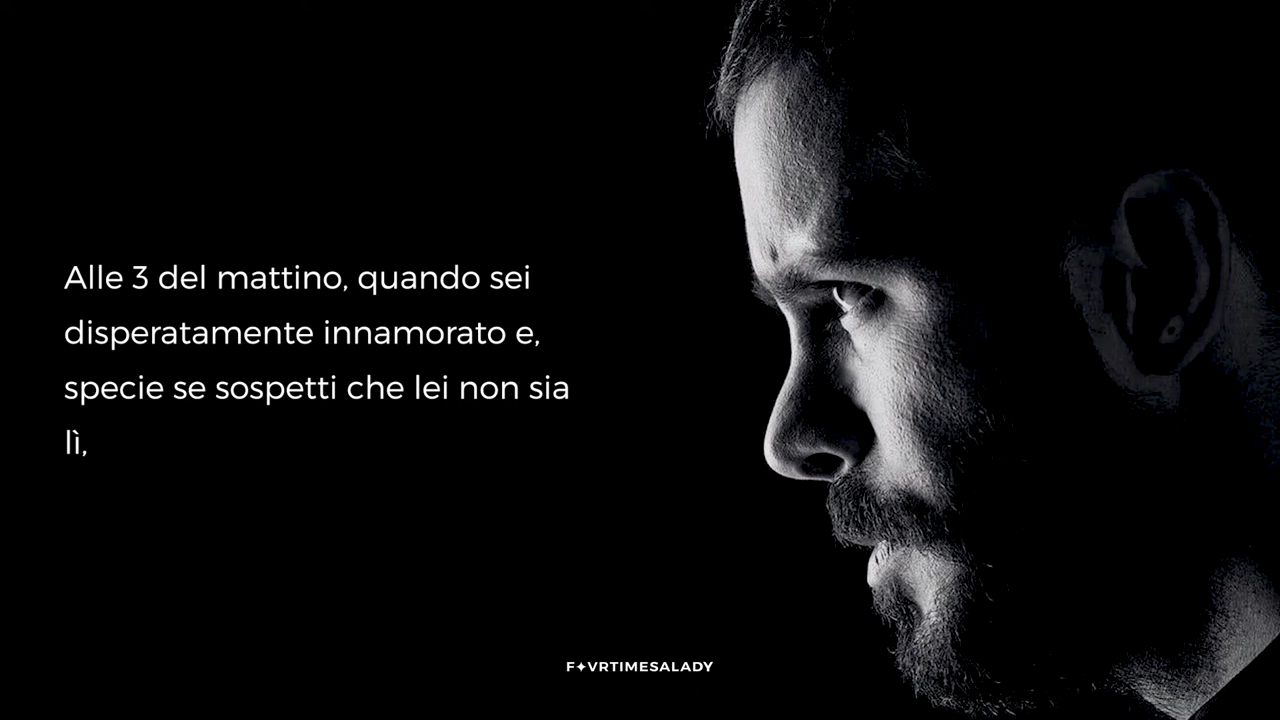 Alle 3 del mattino, quando sei
disperatamente innamorato e,
specie se sospetti che lei non sia
lì,
F✦VRTIMESALADY